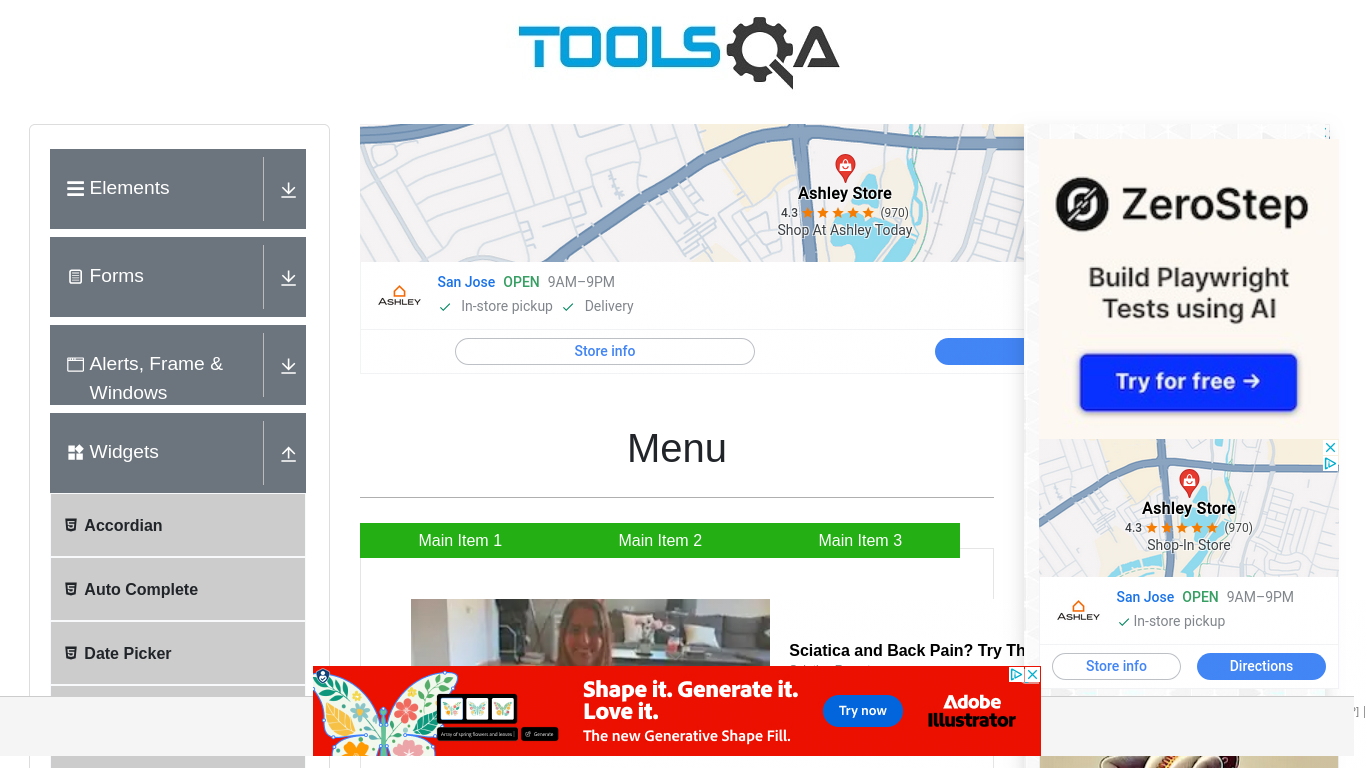 TOOLSQA
Elements
Forms
Alerts, Frame &
Windows
Widgets
Accordian
Auto Complete
Date Picker
Ashley Store
4.3 (970)
Shop At Ashley Today
ASHLEY
San Jose OPEN 9AM–9PM
In-store pickup Delivery
Store info
Menu
Main Item 1 Main Item 2 Main Item 3
Sciatica and Back Pain? Try Th
ZeroStep
Build Playwright
Tests using AI
Try for free →
Ashley Store
4.3 (970)
Shop-In Store
ASHLEY
San Jose OPEN 9AM–9PM
In-store pickup
Store info Directions
Array of spring flowers and leaves
Generate
Shape it. Generate it.
Love it.
The new Generative Shape Fill.
Try now
Adobe
Illustrator